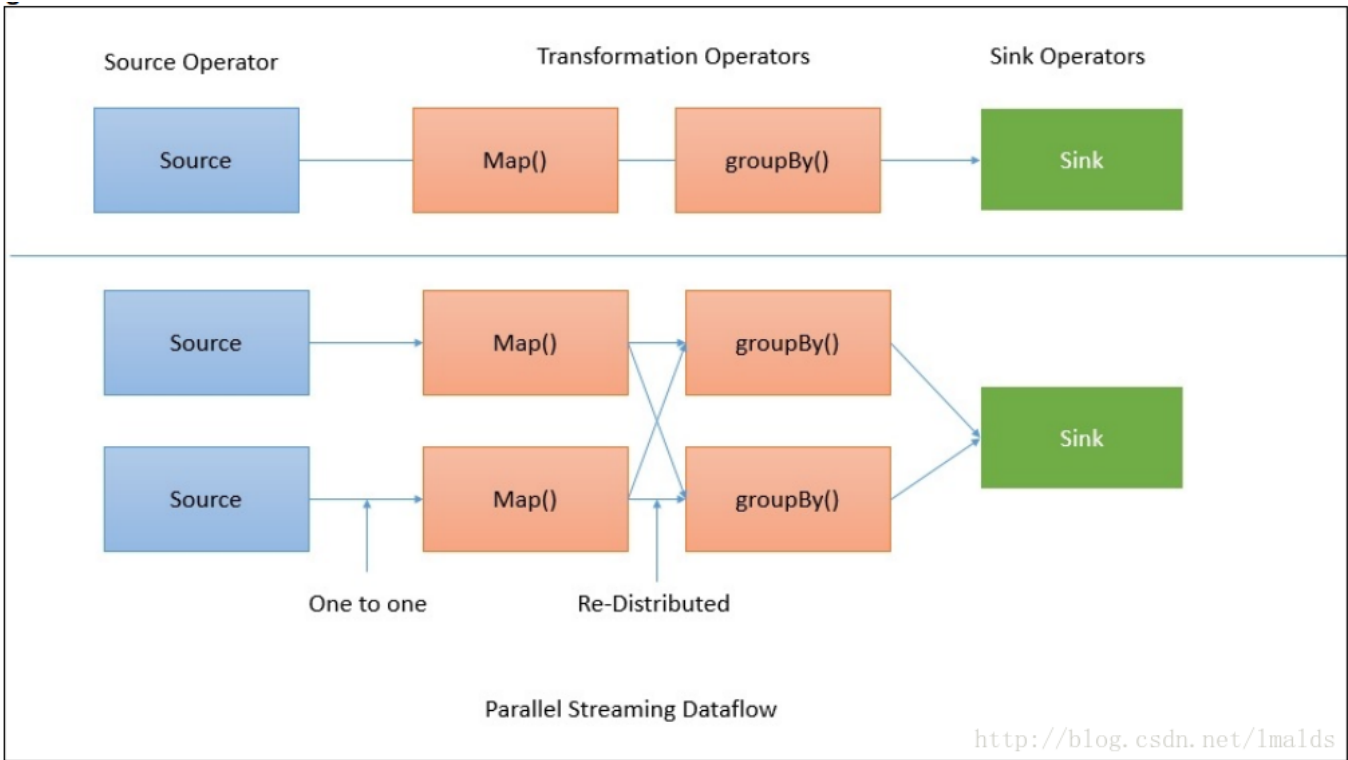 Source Operator
Transformation Operators
Sink Operators
Source
Map()
groupBy()
Sink
Source
Map()
groupBy()
Sink
Source
Map()
groupBy()
One to one
Re-Distributed
Parallel Streaming Dataflow
http://blog.csdn.net/lmalds